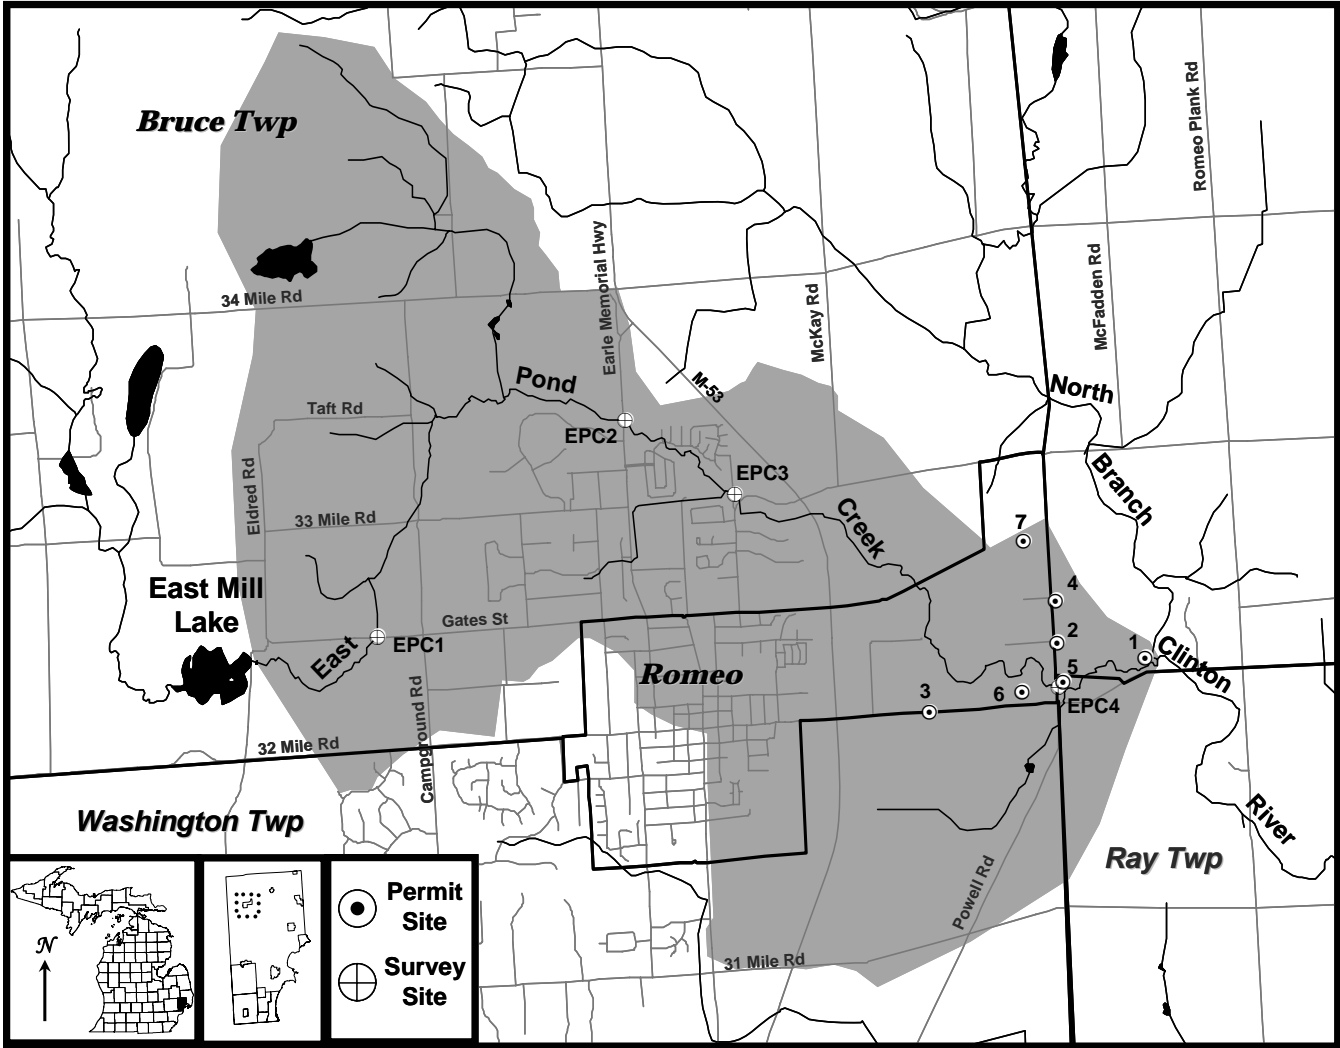 Bruce Twp
Romeo Plank Rd
Earle Memorial Hwy
McFadden Rd
34 Mile Rd
McKay Rd
Pond
M-53
North
Taft Rd
EPC2
EPC3
Branch
Eldred Rd
33 Mile Rd
Creek
7
East Mill
Lake
4
Gates St
2
EPC1
1
East
Romeo
Clinton
5
3
6
EPC4
Campground Rd
32 Mile Rd
River
Washington Twp
Ray Twp
Powell Rd
31 Mile Rd
N
Permit
Site
Survey
Site